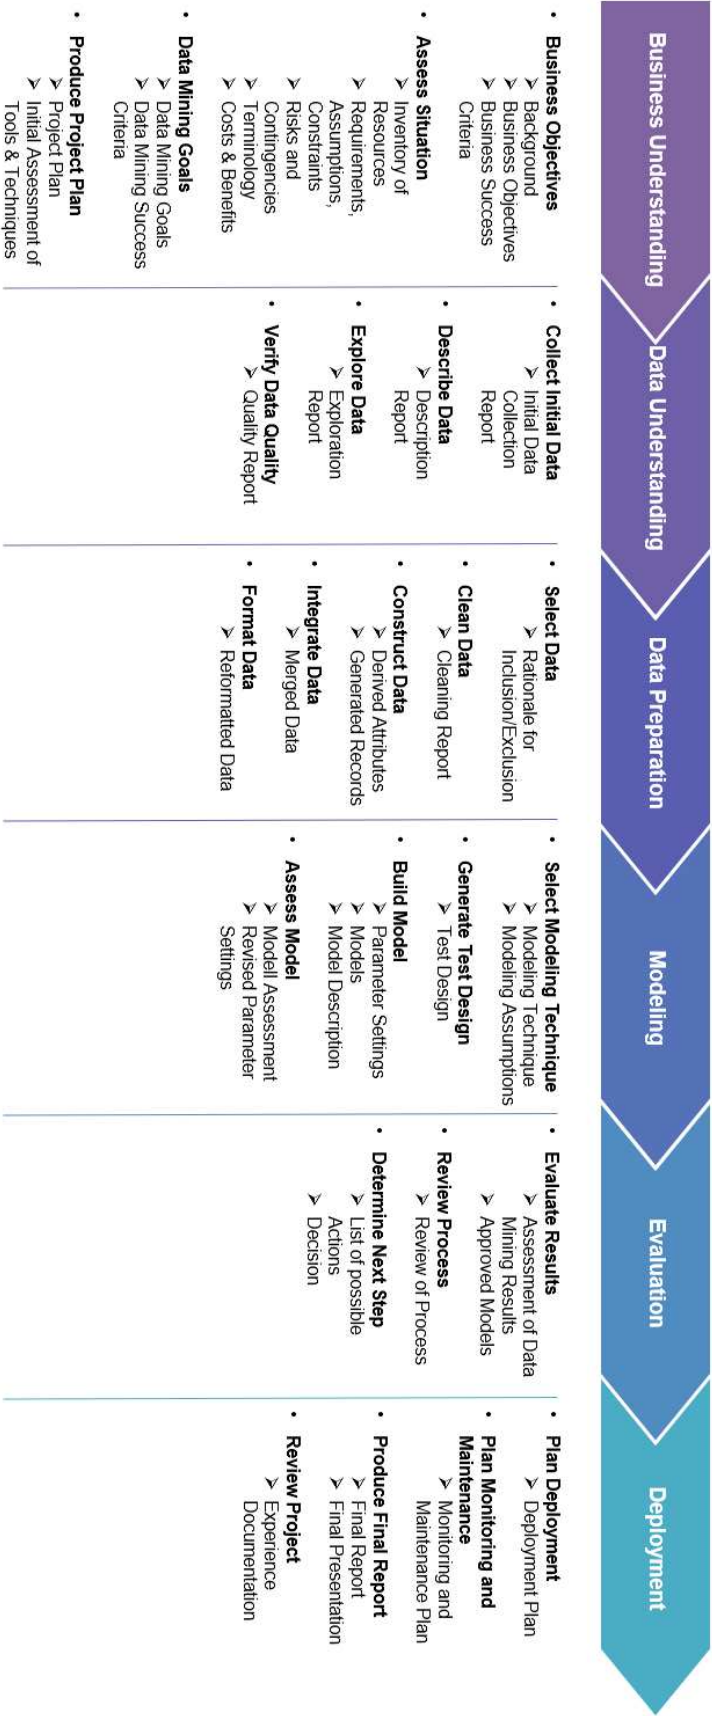 Business Understanding
Data Understanding
Data Preparation
Modeling
Evaluation
Deployment
• Business Objectives
➤ Background
➤ Business Objectives
➤ Business Success
Criteria
• Assess Situation
➤ Inventory of
Resources
➤ Requirements,
Assumptions,
Constraints
➤ Risks and
Contingencies
➤ Terminology
➤ Costs & Benefits
• Data Mining Goals
➤ Data Mining Goals
➤ Data Mining Success
Criteria
• Produce Project Plan
➤ Project Plan
➤ Initial Assessment of
Tools & Techniques
• Collect Initial Data
➤ Initial Data
Collection
Report
• Describe Data
➤ Description
Report
• Explore Data
➤ Exploration
Report
• Verify Data Quality
➤ Quality Report
• Select Data
➤ Rationale for
Inclusion/Exclusion
• Clean Data
➤ Cleaning Report
• Construct Data
➤ Derived Attributes
➤ Generated Records
• Integrate Data
➤ Merged Data
• Format Data
➤ Reformatted Data
• Select Modeling Technique
➤ Modeling Technique
➤ Modeling Assumptions
• Generate Test Design
➤ Test Design
• Build Model
➤ Parameter Settings
➤ Models
➤ Model Description
• Assess Model
➤ Modell Assessment
➤ Revised Parameter
Settings
• Evaluate Results
➤ Assessment of Data
Mining Results
➤ Approved Models
• Review Process
➤ Review of Process
• Determine Next Step
➤ List of possible
Actions
➤ Decision
• Plan Deployment
➤ Deployment Plan
• Plan Monitoring and
Maintenance
➤ Monitoring and
Maintenance Plan
• Produce Final Report
➤ Final Report
➤ Final Presentation
• Review Project
➤ Experience
Documentation